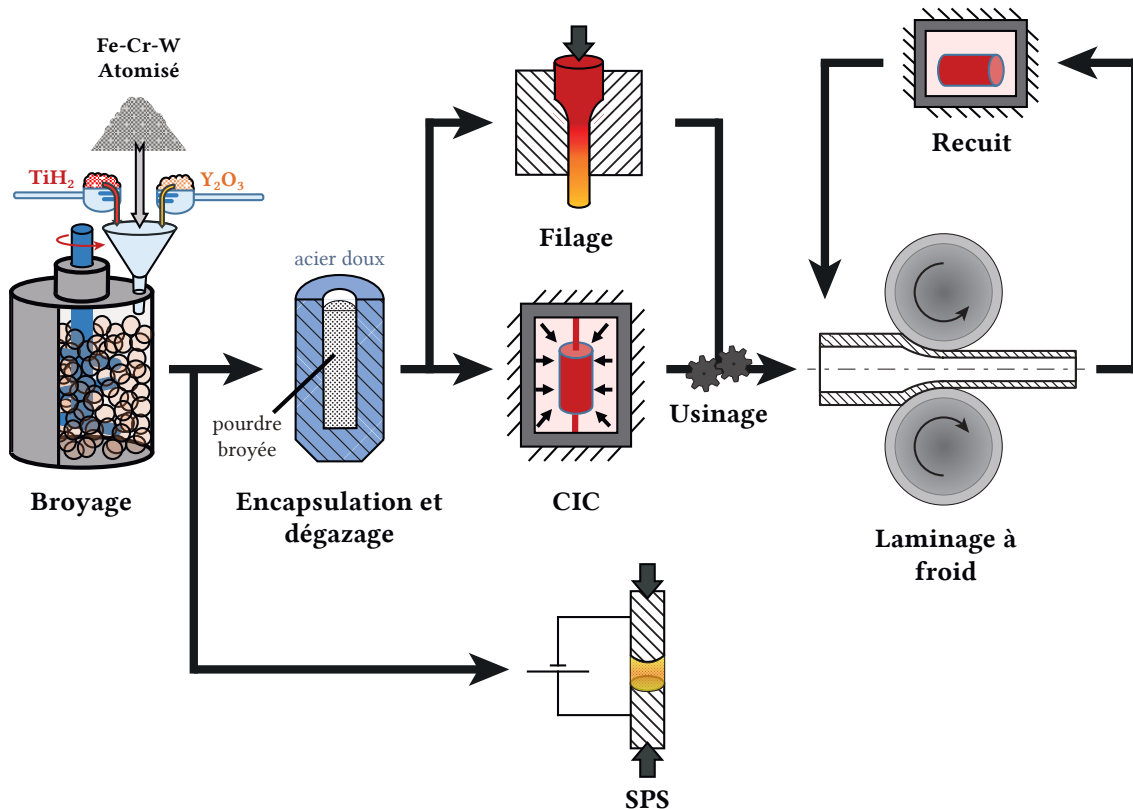 Fe-Cr-W
Atomisé
TiH₂
Y₂O₃
Broyage
acier doux
pourdre
broyée
Encapsulation et
dégazage
Filage
CIC
Usinage
Recuit
Laminage à
froid
SPS